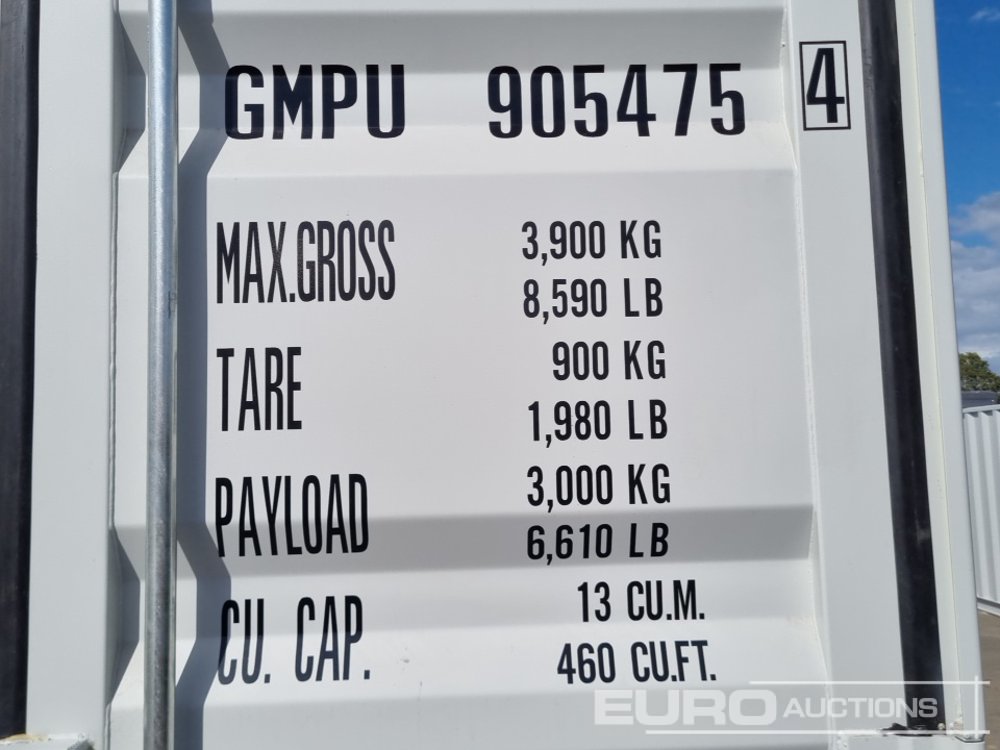 GMPU 905475 4
MAX.GROSS 3,900 KG
8,590 LB
TARE 900 KG
1,980 LB
PAYLOAD 3,000 KG
6,610 LB
CU. CAP. 13 CU.M.
460 CU.FT.
EURO AUCTIONS